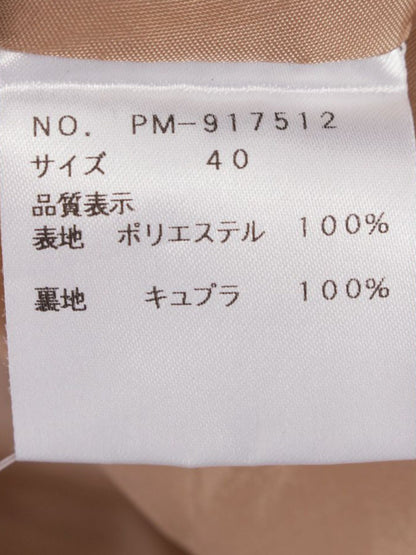 NO. PM-917512
サイズ 40
品質表示
表地 ポリエステル 100%
裏地 キュプラ 100%